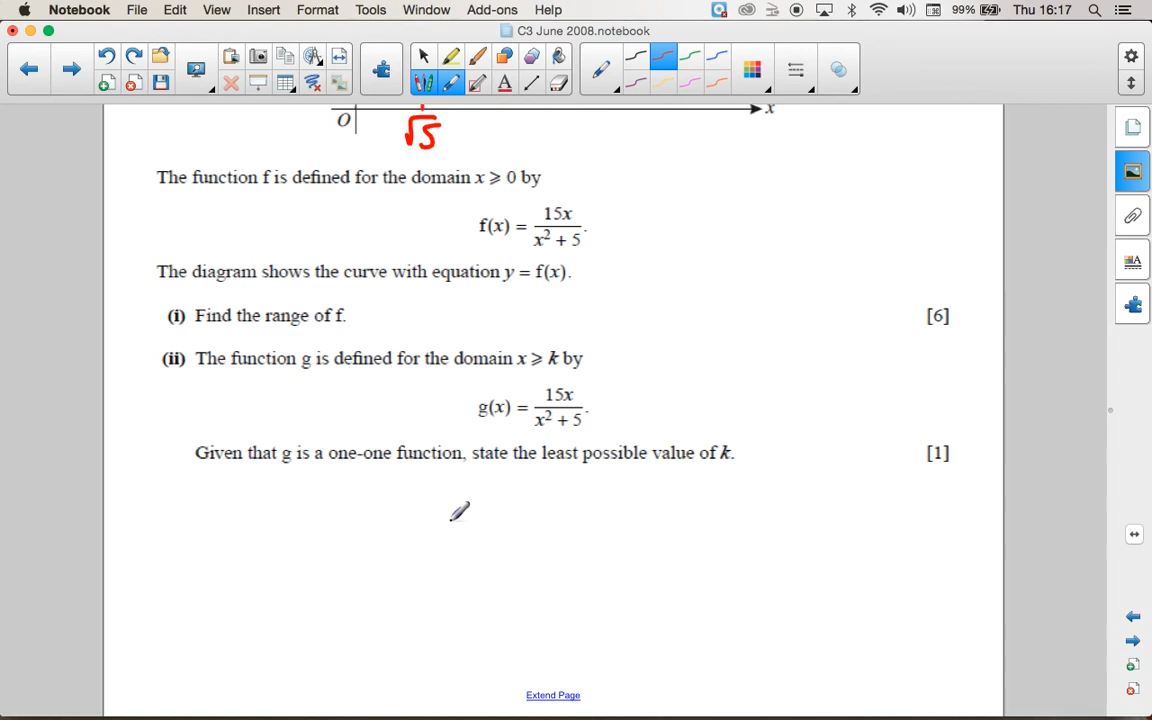 Notebook File Edit View Insert Format Tools Window Add-ons Help 99% Thu 16:17
C3 June 2008.notebook
O x
√5
The function f is defined for the domain x ⩾ 0 by
f(x) = 15x / (x² + 5).
The diagram shows the curve with equation y = f(x).
(i) Find the range of f. [6]
(ii) The function g is defined for the domain x ⩾ k by
g(x) = 15x / (x² + 5).
Given that g is a one-one function, state the least possible value of k. [1]
Extend Page